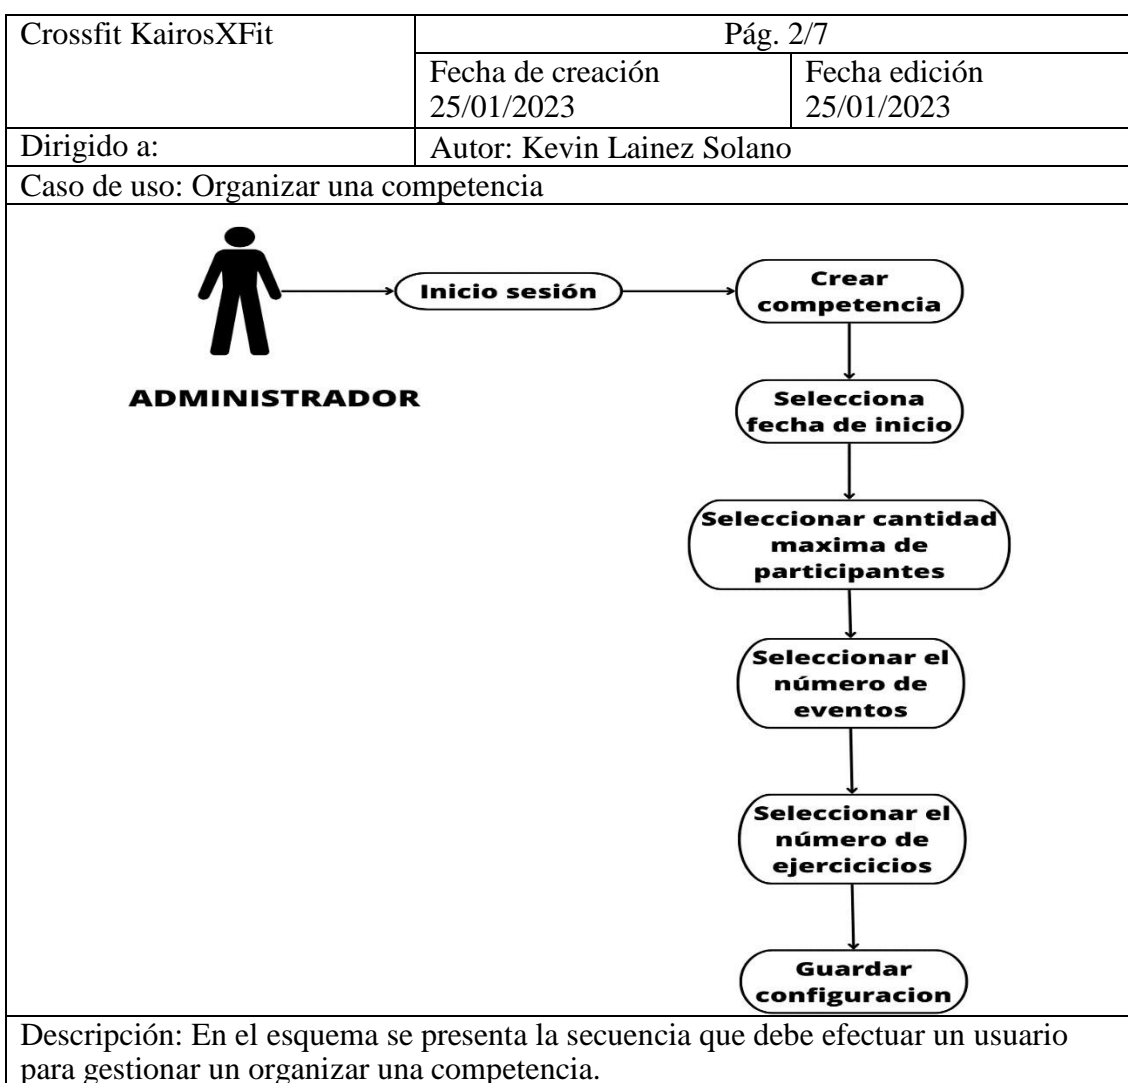 Crossfit KairosXFit
Pág. 2/7
Fecha de creación
25/01/2023
Fecha edición
25/01/2023
Dirigido a:
Autor: Kevin Lainez Solano
Caso de uso: Organizar una competencia
ADMINISTRADOR
Inicio sesión
Crear
competencia
Selecciona
fecha de inicio
Seleccionar cantidad
maxima de
participantes
Seleccionar el
número de
eventos
Seleccionar el
número de
ejercicicios
Guardar
configuracion
Descripción: En el esquema se presenta la secuencia que debe efectuar un usuario
para gestionar un organizar una competencia.